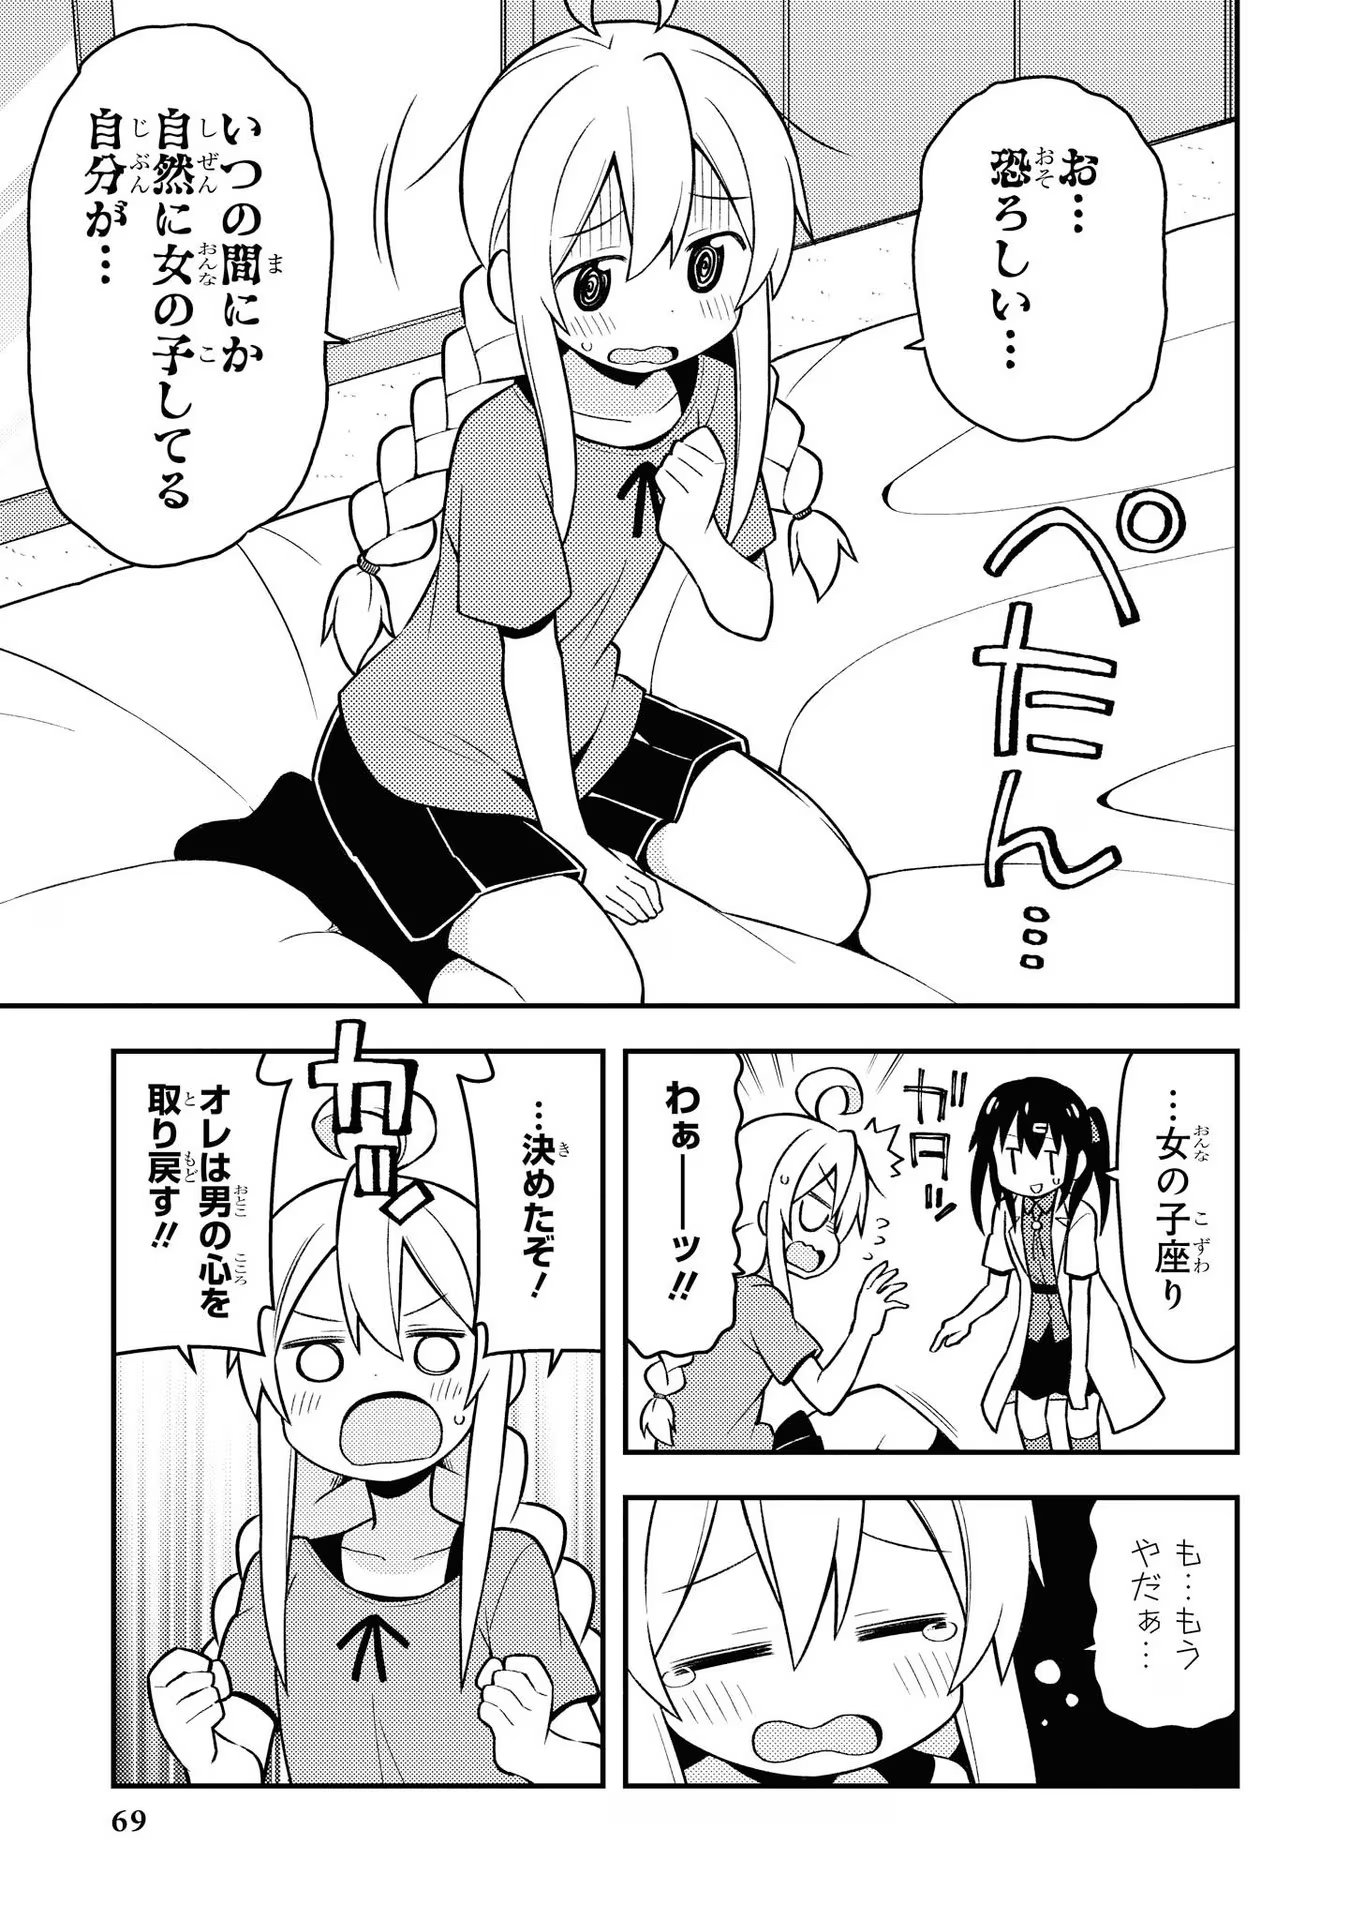 お…
恐ろしい…
いつの間にか
自然に女の子してる
自分が…
ぺたん…
…女の子座り
ガタッ
わぁーーッ!!
も…もう
やだぁ…
…決めたぞ!
オレは男の心を
取り戻す!!
カーッ
69